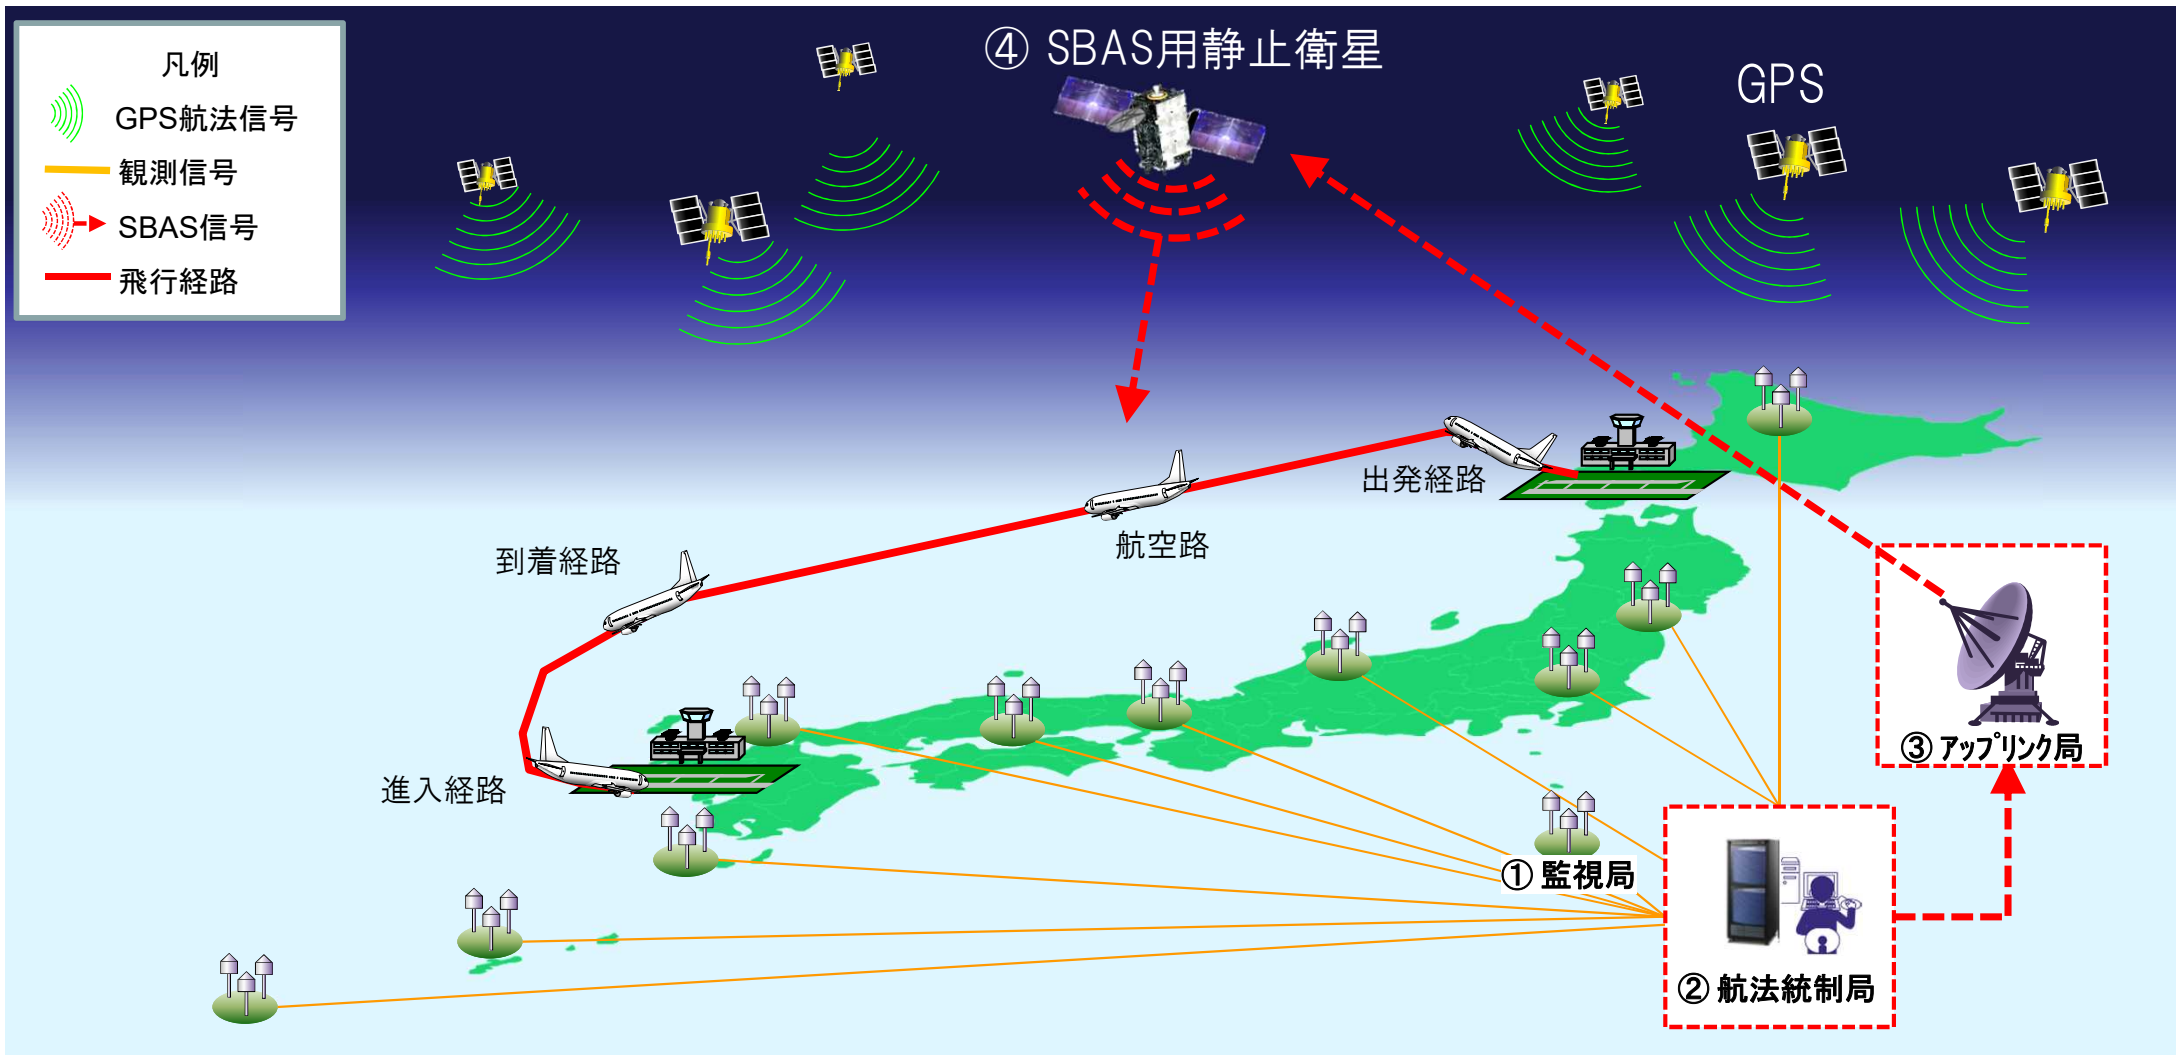 凡例
GPS航法信号
観測信号
SBAS信号
飛行経路
④ SBAS用静止衛星
GPS
出発経路
航空路
到着経路
進入経路
① 監視局
② 航法統制局
③ アップリンク局